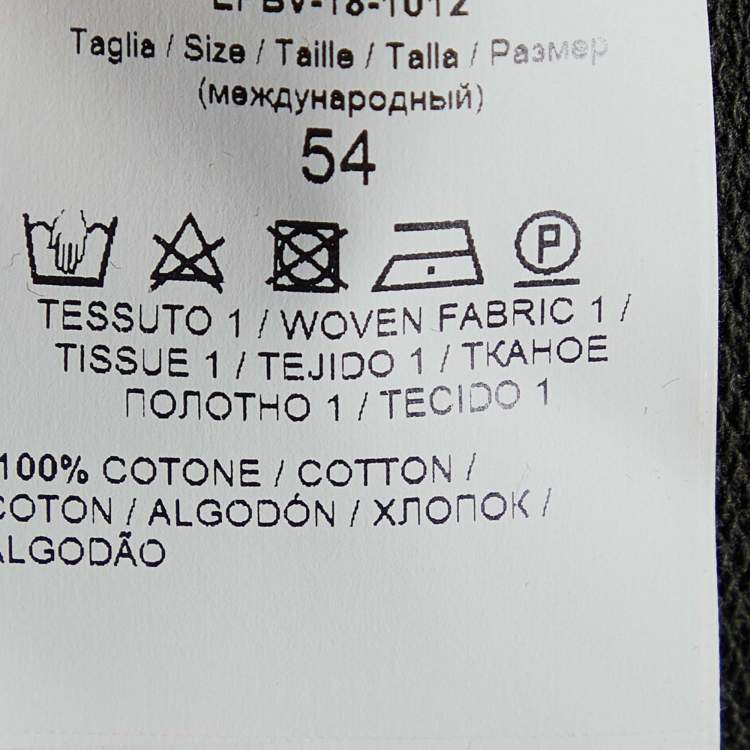 Taglia / Size / Taille / Talla / Размер
(международный)
54
P
TESSUTO 1 / WOVEN FABRIC 1 /
TISSUE 1 / TEJIDO 1 / ТКАНОЕ
ПОЛОТНО 1 / TECIDO 1
100% COTONE / COTTON /
COTON / ALGODÓN / ХЛОПОК /
ALGODÃO